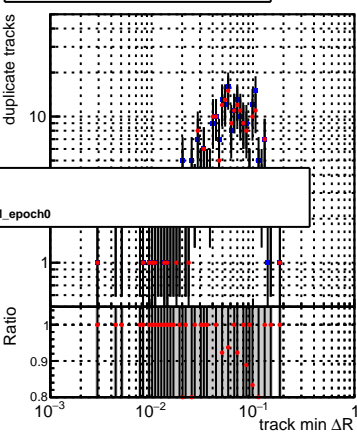 duplicate tracks
10
l_epoch0
1
Ratio
1
0.9
0.8
10⁻³ 10⁻² 10⁻¹ 1
track min ΔR